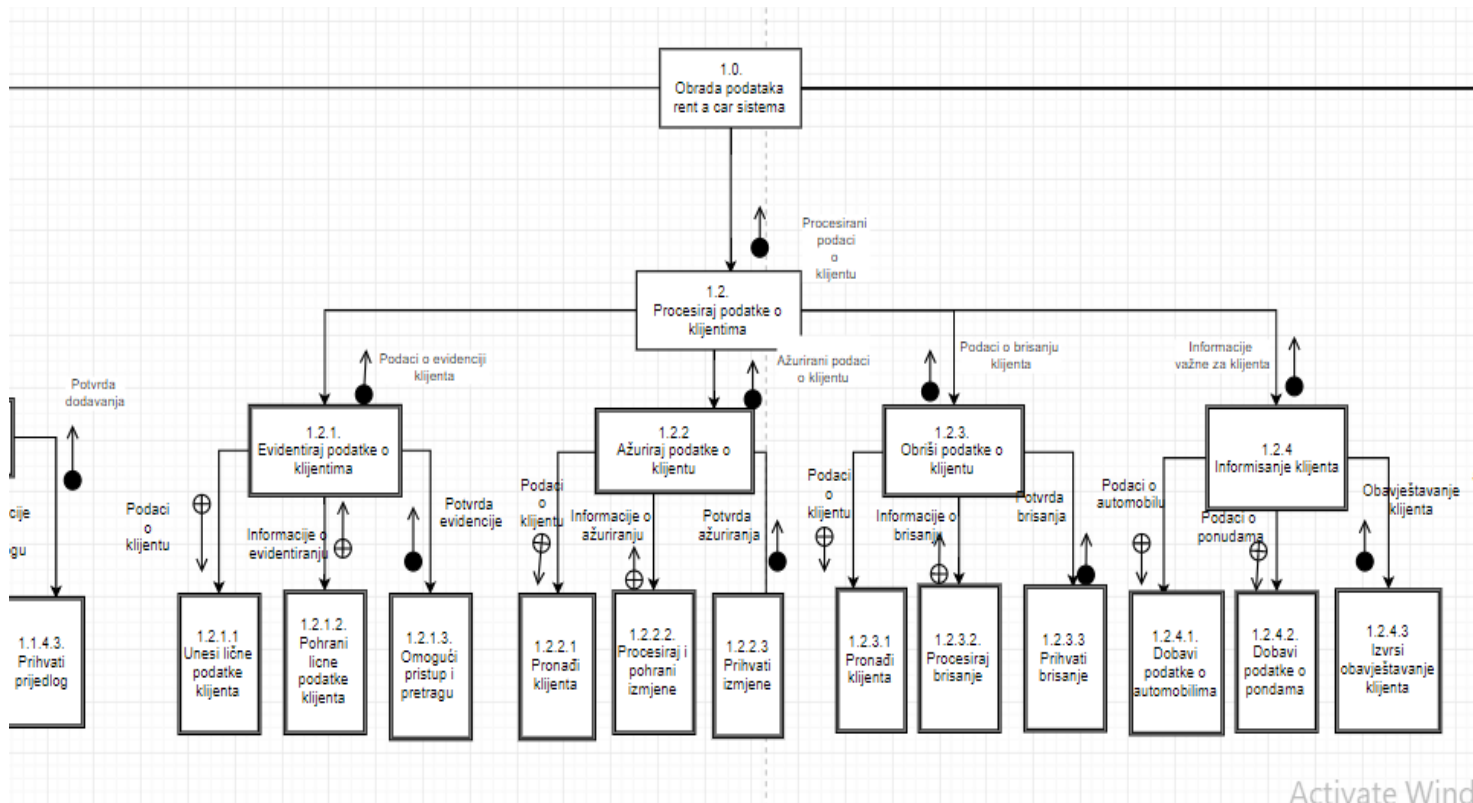 1.0.
Obrada podataka
rent a car sistema
Procesirani
podaci
o
klijentu
1.2.
Procesiraj podatke o
klijentima
Podaci o evidenciji
klijenta
Ažurirani podaci
o klijentu
Podaci o brisanju
klijenta
Informacije
važne za klijenta
Potvrda
dodavanja
1.2.1.
Evidentiraj podatke o
klijentima
1.2.2
Ažuriraj podatke o
klijentu
1.2.3.
Obriši podatke o
klijentu
1.2.4
Informisanje klijenta
cije
ogu
Podaci
o
klijentu
Informacije o
evidentiranju
Potvrda
evidencije
Podaci
o
klijentu
Informacije o
ažuriranju
Potvrda
ažuriranja
Podaci
o
klijentu
Informacije o
brisanju
Potvrda
brisanja
Podaci o
automobilu
Podaci o
ponudama
Obavještavanje
klijenta
1.1.4.3.
Prihvati
prijedlog
1.2.1.1
Unesi lične
podatke
klijenta
1.2.1.2.
Pohrani
licne
podatke
klijenta
1.2.1.3.
Omogući
pristup i
pretragu
1.2.2.1
Pronađi
klijenta
1.2.2.2.
Procesiraj i
pohrani
izmjene
1.2.2.3
Prihvati
izmjene
1.2.3.1
Pronađi
klijenta
1.2.3.2.
Procesiraj
brisanje
1.2.3.3
Prihvati
brisanje
1.2.4.1.
Dobavi
podatke o
automobilima
1.2.4.2.
Dobavi
podatke o
pondama
1.2.4.3
Izvrsi
obavještavanje
klijenta
Activate Wind